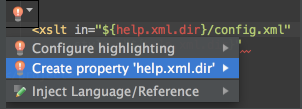 <xslt in="${help.xml.dir}/config.xml"
Configure highlighting
Create property 'help.xml.dir'
Inject Language/Reference